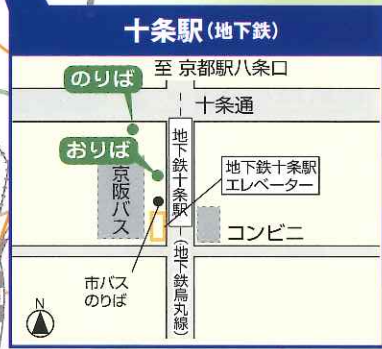 十条駅(地下鉄)
至 京都駅八条口
のりば
十条通
おりば
地下鉄十条駅
地下鉄十条駅
エレベーター
京阪バス
コンビニ
市バス
のりば
(地下鉄烏丸線)
N